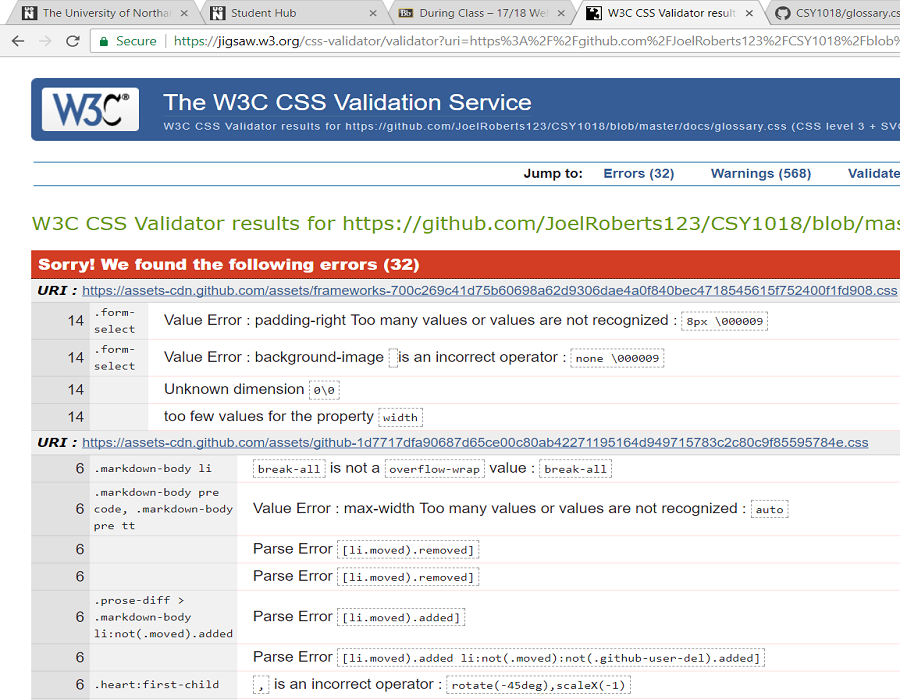 The University of Northa
Student Hub
During Class – 17/18 We
W3C CSS Validator result
CSY1018/glossary.cs
Secure | https://jigsaw.w3.org/css-validator/validator?uri=https%3A%2F%2Fgithub.com%2FJoelRoberts123%2FCSY1018%2Fblob%
W3C® The W3C CSS Validation Service
W3C CSS Validator results for https://github.com/JoelRoberts123/CSY1018/blob/master/docs/glossary.css (CSS level 3 + SV
Jump to: Errors (32) Warnings (568) Validate
W3C CSS Validator results for https://github.com/JoelRoberts123/CSY1018/blob/mas
Sorry! We found the following errors (32)
URI : https://assets-cdn.github.com/assets/frameworks-700c269c41d75b60698a62d9306dae4a0f840bec4718545615f752400f1fd908.css
14 .form-select Value Error : padding-right Too many values or values are not recognized : 8px \000009
14 .form-select Value Error : background-image is an incorrect operator : none \000009
14 Unknown dimension 0\0
14 too few values for the property width
URI : https://assets-cdn.github.com/assets/github-1d7717dfa90687d65ce00c80ab42271195164d949715783c2c80c9f85595784e.css
6 .markdown-body li break-all is not a overflow-wrap value : break-all
6 .markdown-body pre code, .markdown-body pre tt Value Error : max-width Too many values or values are not recognized : auto
6 Parse Error [li.moved).removed]
6 Parse Error [li.moved).removed]
6 .prose-diff > .markdown-body li:not(.moved).added Parse Error [li.moved).added]
6 Parse Error [li.moved).added li:not(.moved):not(.github-user-del).added]
6 .heart:first-child , is an incorrect operator : rotate(-45deg),scaleX(-1)